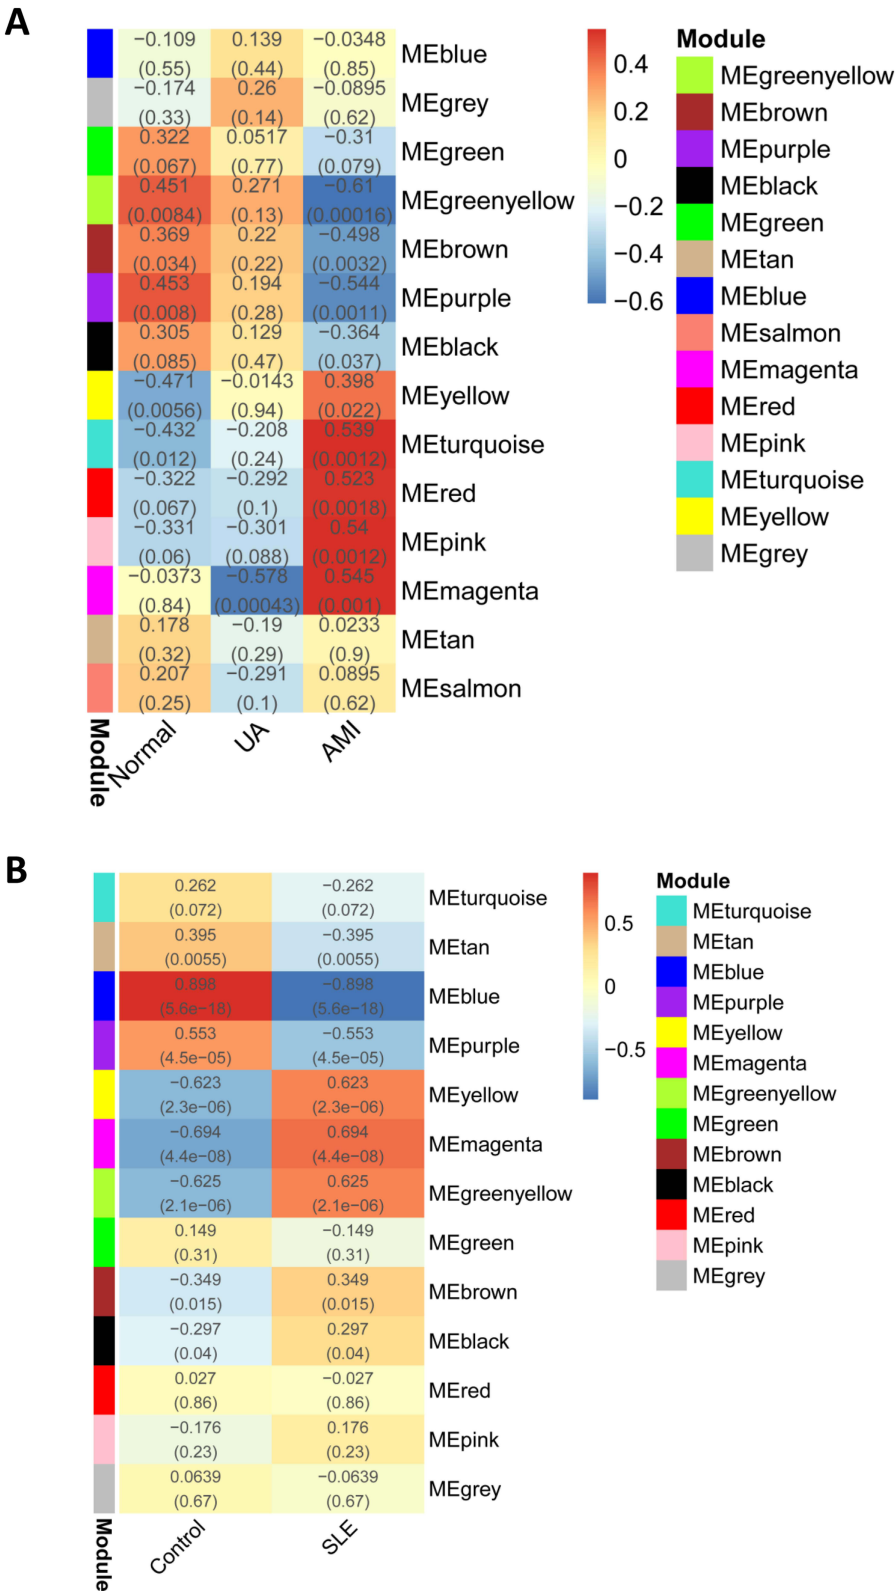 A
−0.109 0.139 −0.0348 MEblue
(0.55) (0.44) (0.85)
−0.174 0.26 −0.0895 MEgrey
(0.33) (0.14) (0.62)
0.322 0.0517 −0.31 MEgreen
(0.067) (0.77) (0.079)
0.451 0.271 −0.61 MEgreenyellow
(0.0084) (0.13) (0.00016)
0.369 0.22 −0.498 MEbrown
(0.034) (0.22) (0.0032)
0.453 0.194 −0.544 MEpurple
(0.008) (0.28) (0.0011)
0.305 0.129 −0.364 MEblack
(0.085) (0.47) (0.037)
−0.471 −0.0143 0.398 MEyellow
(0.0056) (0.94) (0.022)
−0.432 −0.208 0.539 MEturquoise
(0.012) (0.24) (0.0012)
−0.322 −0.292 0.523 MEred
(0.067) (0.1) (0.0018)
−0.331 −0.301 0.54 MEpink
(0.06) (0.088) (0.0012)
−0.0373 −0.578 0.545 MEmagenta
(0.84) (0.00043) (0.001)
0.178 −0.19 0.0233 MEtan
(0.32) (0.29) (0.9)
0.207 −0.291 0.0895 MEsalmon
(0.25) (0.1) (0.62)
Module Normal UA AMI
0.4
0.2
0
−0.2
−0.4
−0.6
Module
MEgreenyellow
MEbrown
MEpurple
MEblack
MEgreen
MEtan
MEblue
MEsalmon
MEmagenta
MEred
MEpink
MEturquoise
MEyellow
MEgrey
B
0.262 −0.262 MEturquoise
(0.072) (0.072)
0.395 −0.395 MEtan
(0.0055) (0.0055)
0.898 −0.898 MEblue
(5.6e−18) (5.6e−18)
0.553 −0.553 MEpurple
(4.5e−05) (4.5e−05)
−0.623 0.623 MEyellow
(2.3e−06) (2.3e−06)
−0.694 0.694 MEmagenta
(4.4e−08) (4.4e−08)
−0.625 0.625 MEgreenyellow
(2.1e−06) (2.1e−06)
0.149 −0.149 MEgreen
(0.31) (0.31)
−0.349 0.349 MEbrown
(0.015) (0.015)
−0.297 0.297 MEblack
(0.04) (0.04)
0.027 −0.027 MEred
(0.86) (0.86)
−0.176 0.176 MEpink
(0.23) (0.23)
0.0639 −0.0639 MEgrey
(0.67) (0.67)
Module Control SLE
0.5
0
−0.5
Module
MEturquoise
MEtan
MEblue
MEpurple
MEyellow
MEmagenta
MEgreenyellow
MEgreen
MEbrown
MEblack
MEred
MEpink
MEgrey